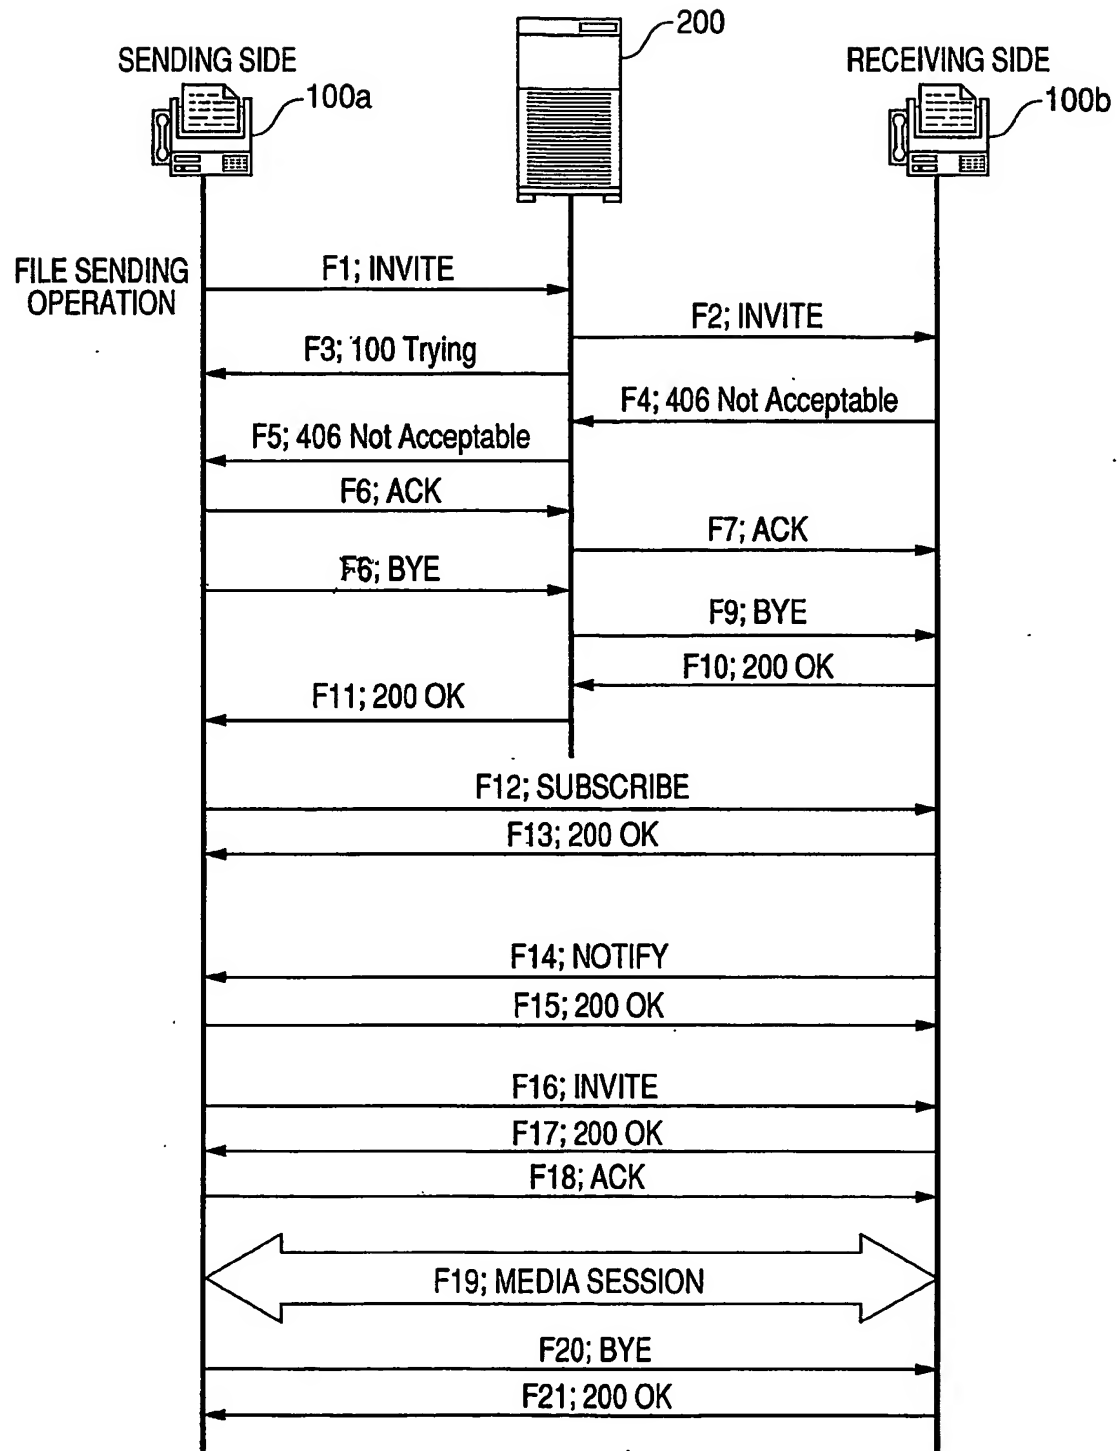 200
SENDING SIDE
RECEIVING SIDE
100a
100b
FILE SENDING
OPERATION
F1; INVITE
F2; INVITE
F3; 100 Trying
F4; 406 Not Acceptable
F5; 406 Not Acceptable
F6; ACK
F7; ACK
F6; BYE
F9; BYE
F10; 200 OK
F11; 200 OK
F12; SUBSCRIBE
F13; 200 OK
F14; NOTIFY
F15; 200 OK
F16; INVITE
F17; 200 OK
F18; ACK
F19; MEDIA SESSION
F20; BYE
F21; 200 OK